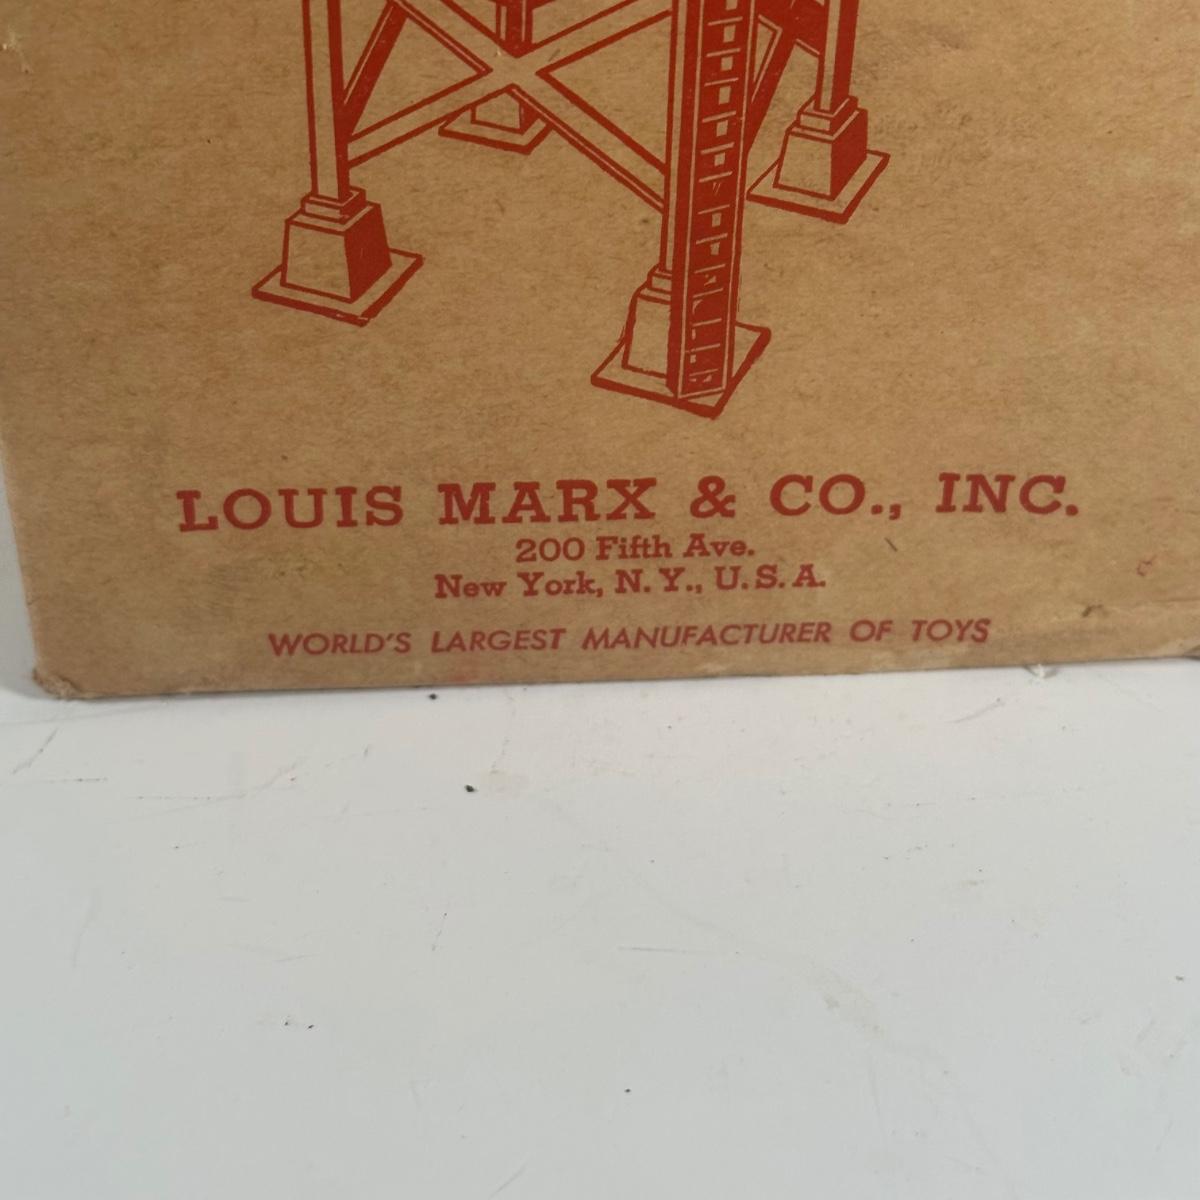 LOUIS MARX & CO., INC.
200 Fifth Ave.
New York, N. Y., U. S. A.
WORLD'S LARGEST MANUFACTURER OF TOYS